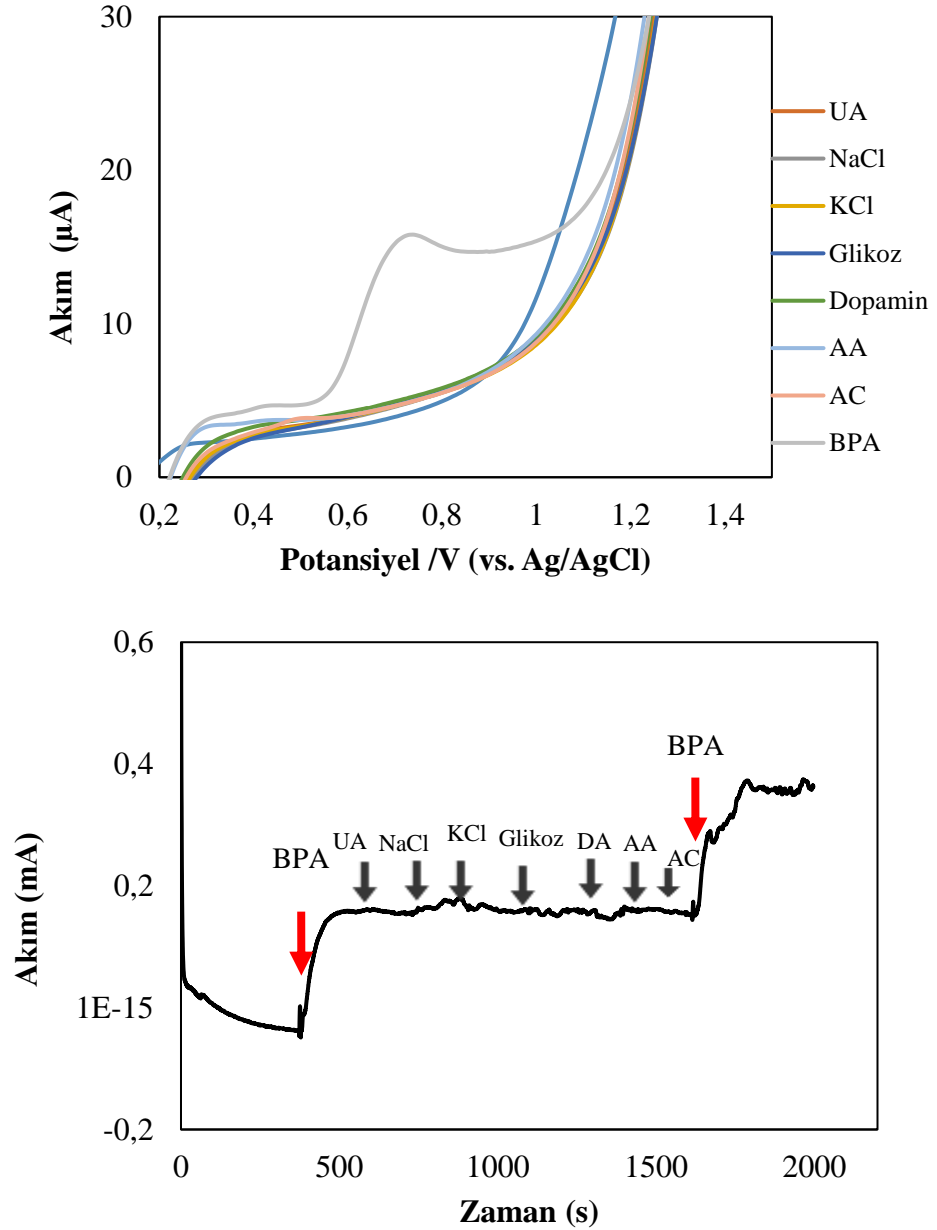 30
20
10
0
Akım (µA)
0,2 0,4 0,6 0,8 1 1,2 1,4
Potansiyel /V (vs. Ag/AgCl)
UA
NaCl
KCl
Glikoz
Dopamin
AA
AC
BPA
0,6
0,4
0,2
1E-15
-0,2
Akım (mA)
BPA
UA
NaCl
KCl
Glikoz
DA
AA
AC
BPA
0 500 1000 1500 2000
Zaman (s)